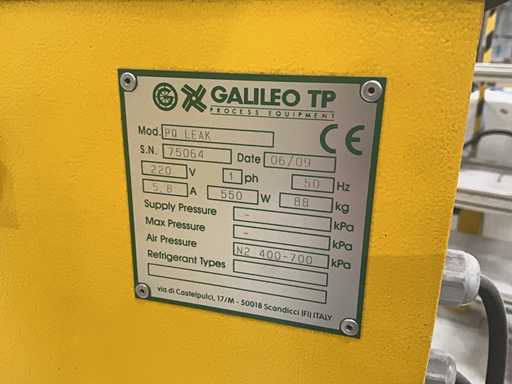 GALILEO TP
PROCESS EQUIPMENT
Mod. PQ LEAK
S.N. 75064 Date 06/09
220 V 1 ph 50 Hz
5,8 A 550 W 88 kg
Supply Pressure - kPa
Max Pressure - kPa
Air Pressure N2 400-700 kPa
Refrigerant Types
via di Castelpulci, 17/M - 50018 Scandicci (FI) ITALY
CE